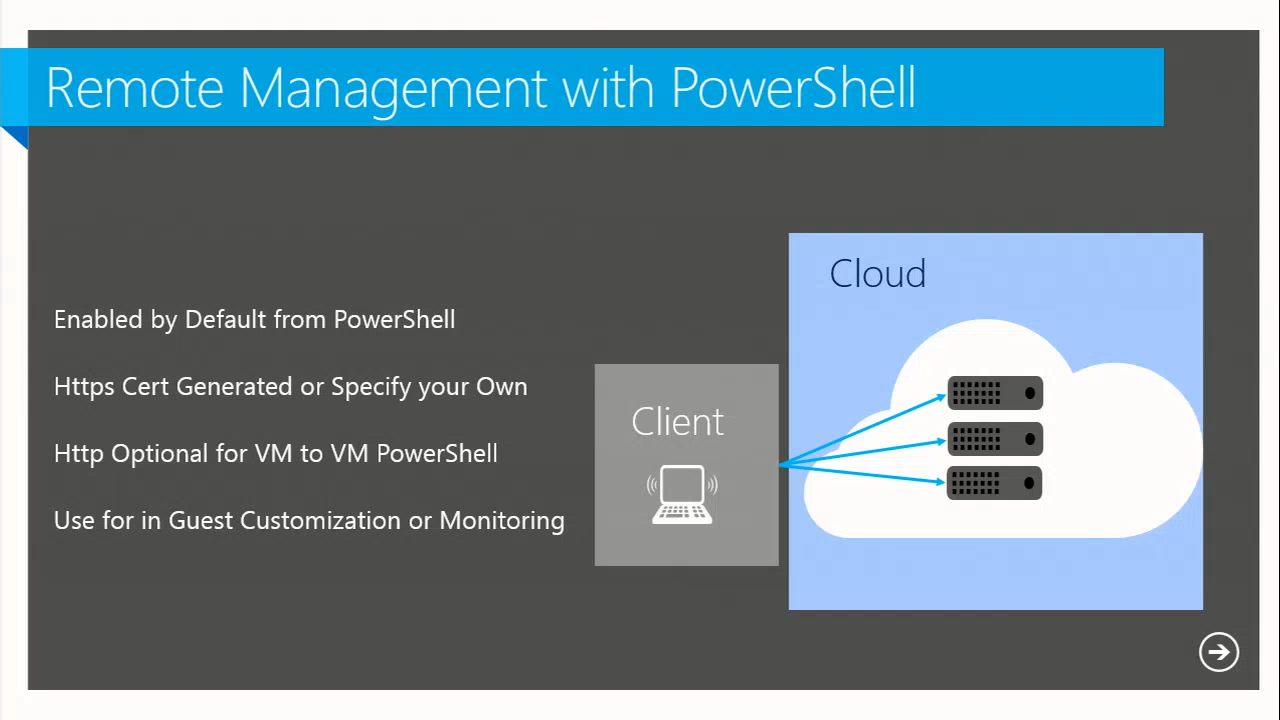 Remote Management with PowerShell
Cloud
Enabled by Default from PowerShell
Https Cert Generated or Specify your Own
Client
Http Optional for VM to VM PowerShell
Use for in Guest Customization or Monitoring